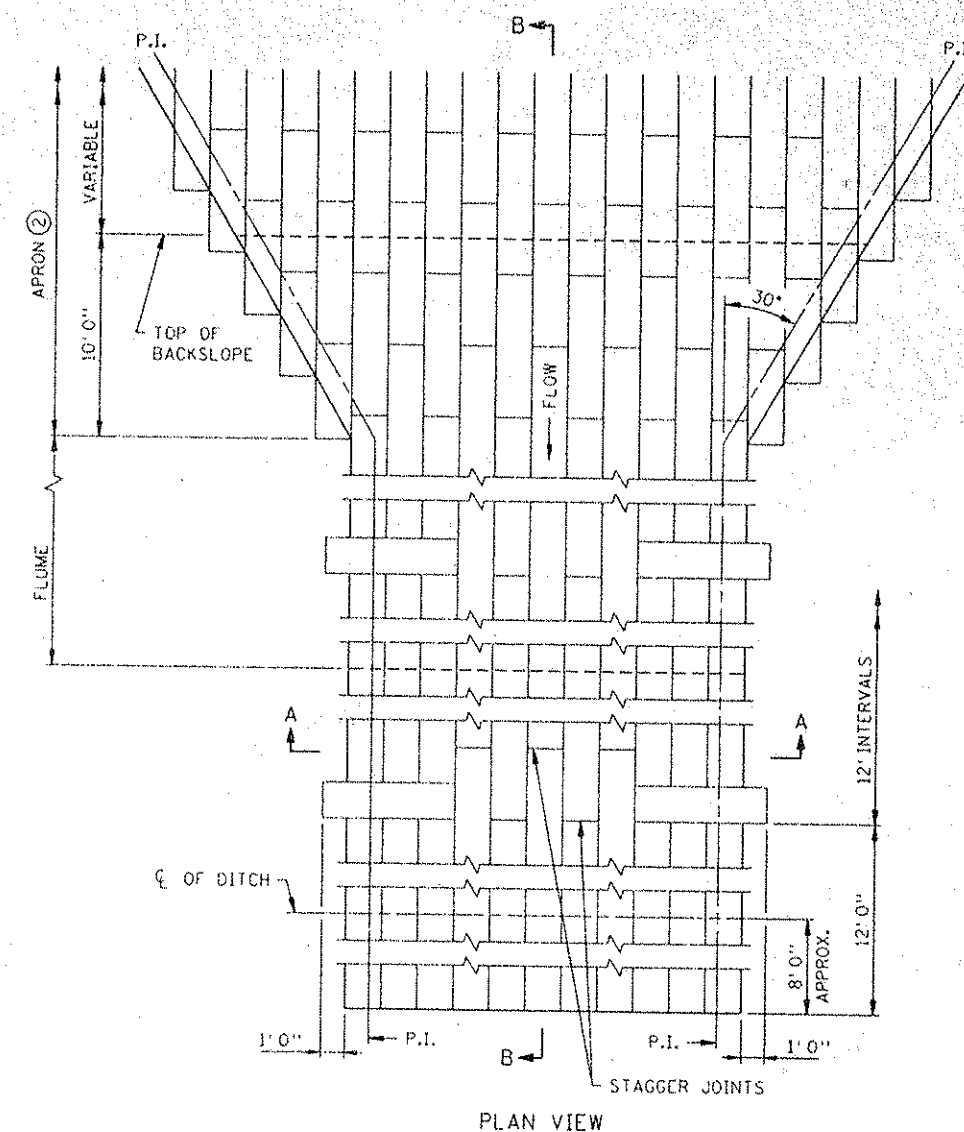 P.I.
B
P.I
VARIABLE
APRON ②
10'0"
TOP OF
BACKSLOPE
30°
FLOW
FLUME
A
A
12' INTERVALS
℄ OF DITCH
8'0"
APPROX.
12'0"
1'0"
P.I.
B
P.I.
1'0"
STAGGER JOINTS
PLAN VIEW